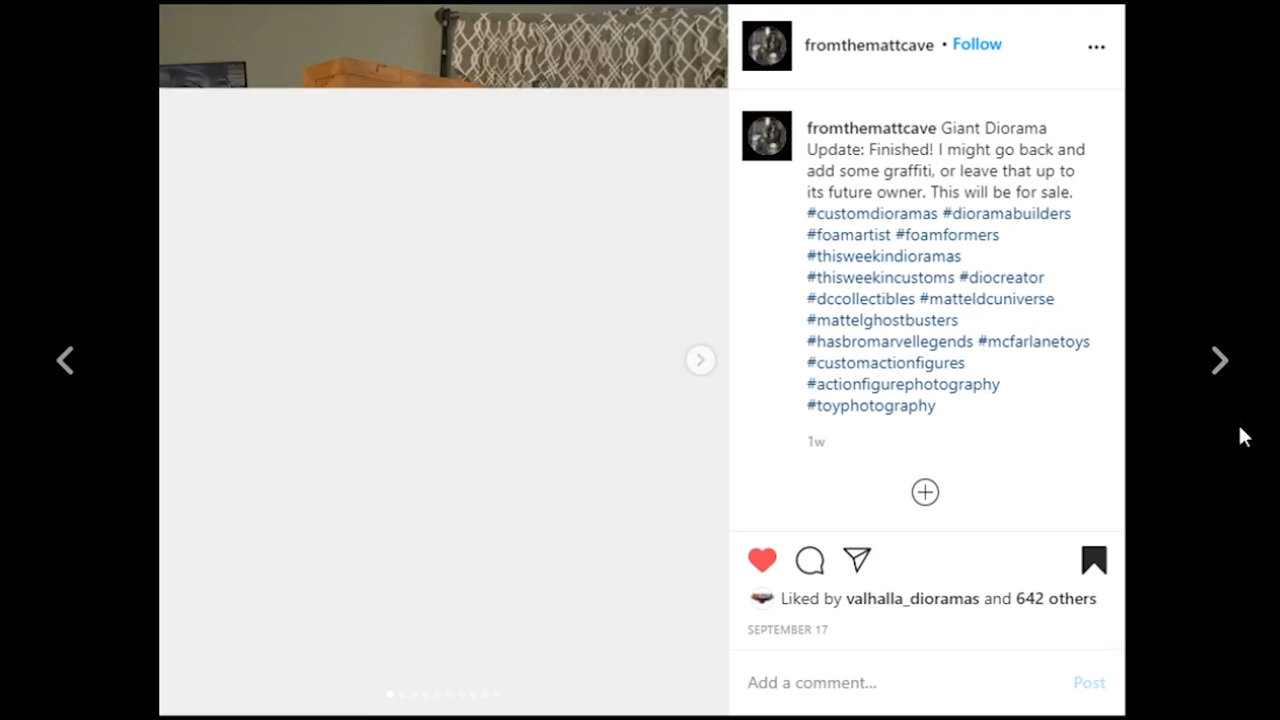 fromthemattcave • Follow
fromthemattcave Giant Diorama
Update: Finished! I might go back and
add some graffiti, or leave that up to
its future owner. This will be for sale.
#customdioramas #dioramabuilders
#foamartist #foamformers
#thisweekindioramas
#thisweekincustoms #diocreator
#dccollectibles #matteldcuniverse
#mattelghostbusters
#hasbromarvellegends #mcfarlanetoys
#customactionfigures
#actionfigurephotography
#toyphotography
1w
Liked by valhalla_dioramas and 642 others
SEPTEMBER 17
Add a comment... Post